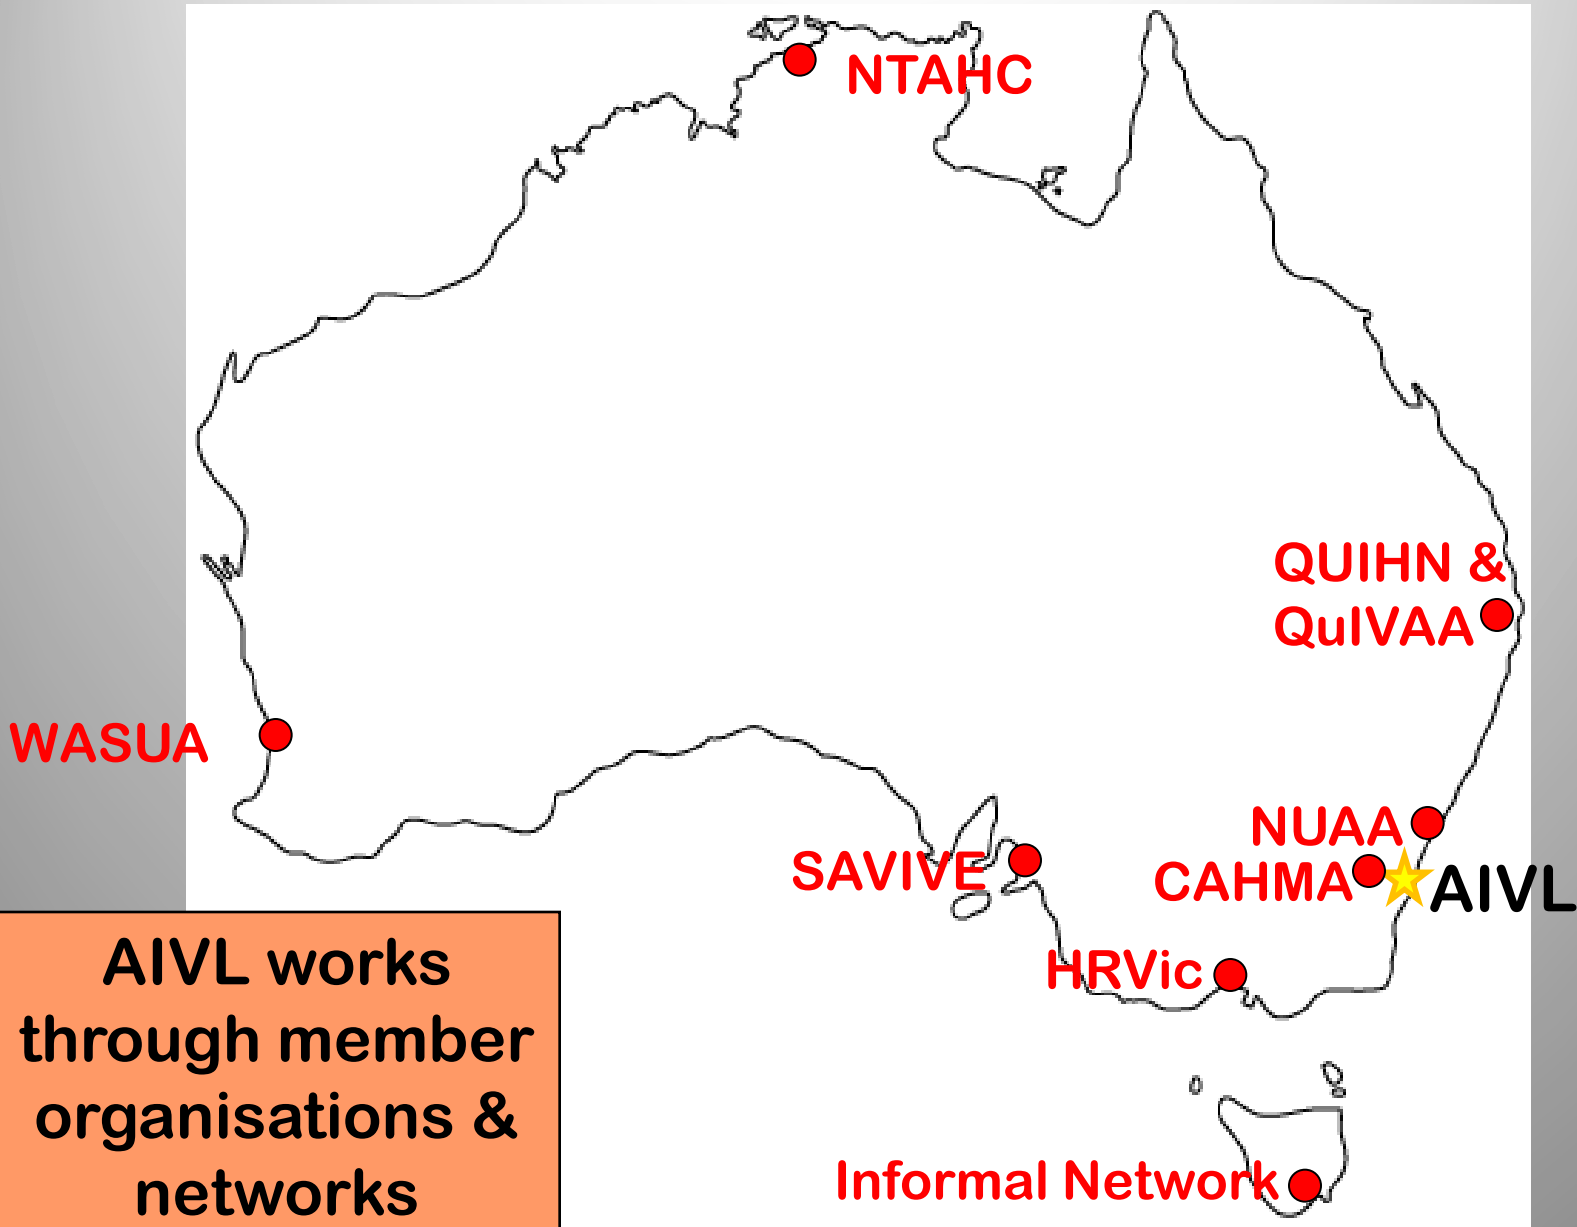 NTAHC
QUIHN &
QuIVAA
WASUA
NUAA
SAVIVE
CAHMA
AIVL
HRVic
AIVL works
through member
organisations &
networks
Informal Network